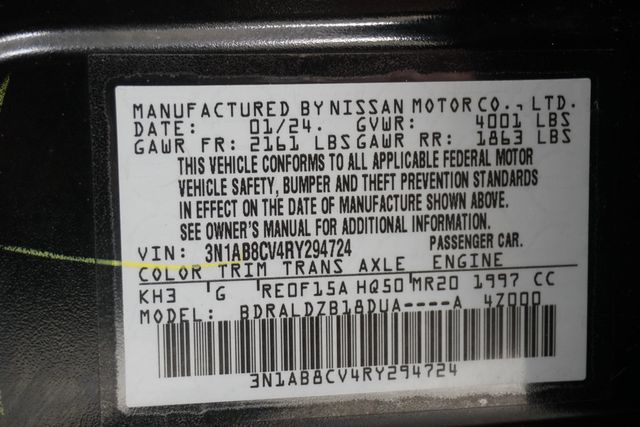 MANUFACTURED BY NISSAN MOTOR CO., LTD.
DATE: 01/24. GVWR: 4001 LBS
GAWR FR: 2161 LBS GAWR RR: 1863 LBS
THIS VEHICLE CONFORMS TO ALL APPLICABLE FEDERAL MOTOR
VEHICLE SAFETY, BUMPER AND THEFT PREVENTION STANDARDS
IN EFFECT ON THE DATE OF MANUFACTURE SHOWN ABOVE.
SEE OWNER'S MANUAL FOR ADDITIONAL INFORMATION.
VIN: 3N1AB8CV4RY294724 PASSENGER CAR.
COLOR TRIM TRANS AXLE ENGINE
KH3 G RE0F15A HQ50 MR20 1997 CC
MODEL: BDRALDZB18DUA----A 4Z000
3N1AB8CV4RY294724